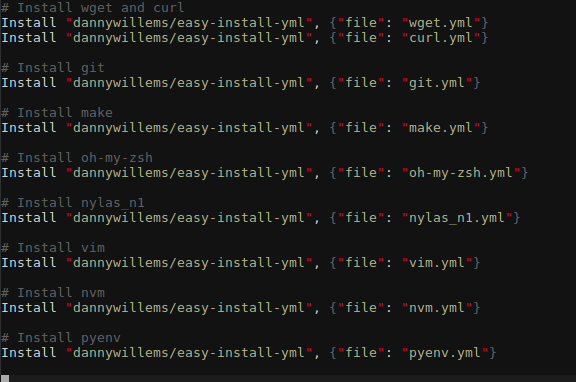 # Install wget and curl
Install "dannywillems/easy-install-yml", {"file": "wget.yml"}
Install "dannywillems/easy-install-yml", {"file": "curl.yml"}
# Install git
Install "dannywillems/easy-install-yml", {"file": "git.yml"}
# Install make
Install "dannywillems/easy-install-yml", {"file": "make.yml"}
# Install oh-my-zsh
Install "dannywillems/easy-install-yml", {"file": "oh-my-zsh.yml"}
# Install nylas_n1
Install "dannywillems/easy-install-yml", {"file": "nylas_n1.yml"}
# Install vim
Install "dannywillems/easy-install-yml", {"file": "vim.yml"}
# Install nvm
Install "dannywillems/easy-install-yml", {"file": "nvm.yml"}
# Install pyenv
Install "dannywillems/easy-install-yml", {"file": "pyenv.yml"}